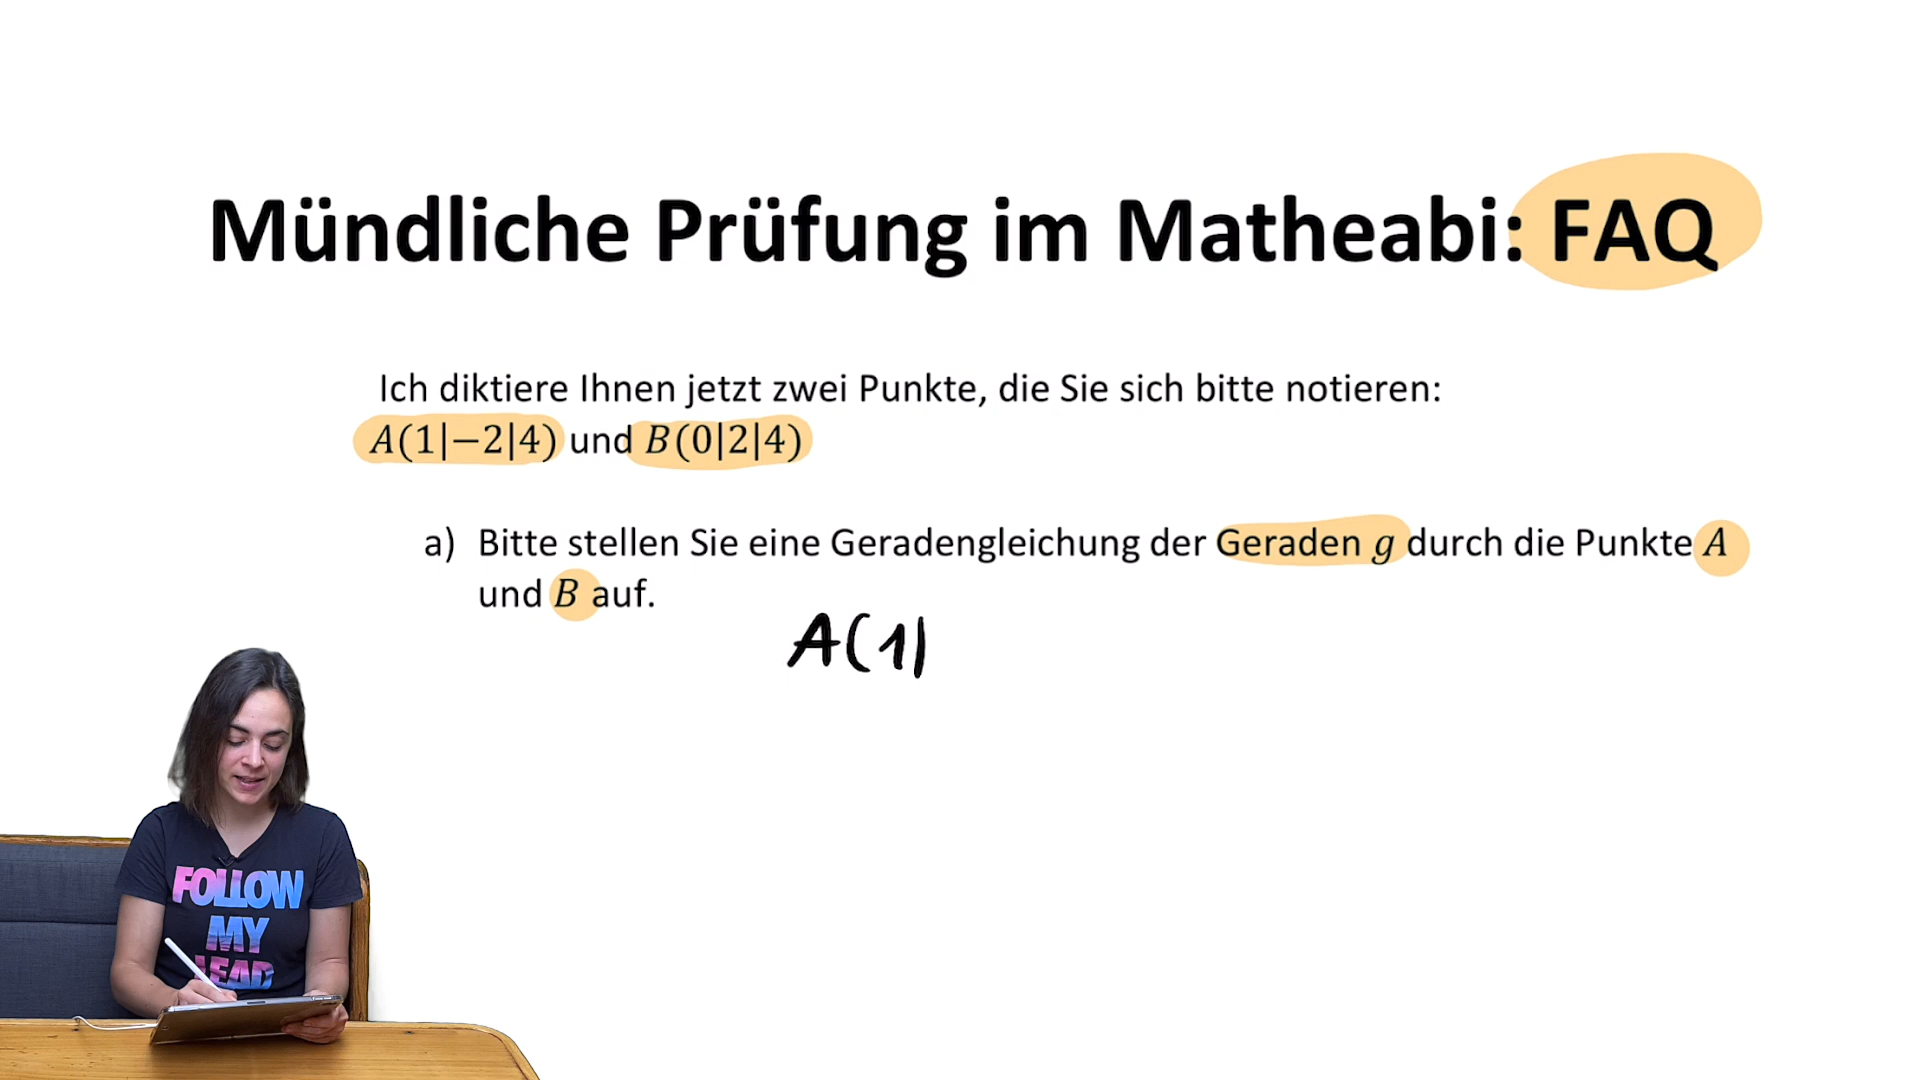 Mündliche Prüfung im Matheabi: FAQ
Ich diktiere Ihnen jetzt zwei Punkte, die Sie sich bitte notieren:
A(1|−2|4) und B(0|2|4)
a) Bitte stellen Sie eine Geradengleichung der Geraden g durch die Punkte A
und B auf.
A(1|
FOLLOW
MY
LEAD